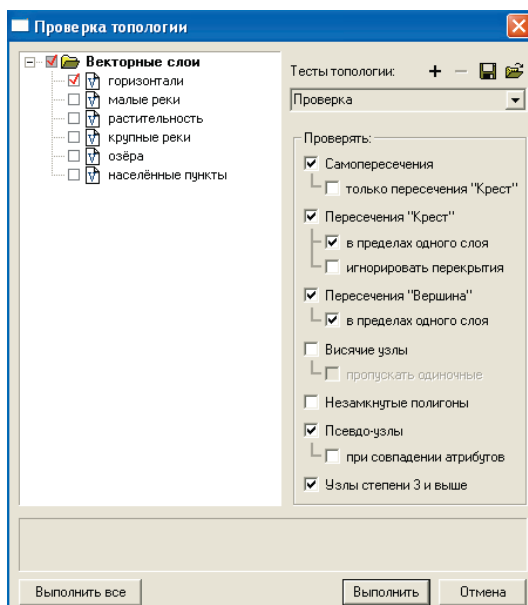 Проверка топологии
Векторные слои
горизонтали
малые реки
растительность
крупные реки
озёра
населённые пункты
Тесты топологии:
Проверка
Проверять:
Самопересечения
только пересечения "Крест"
Пересечения "Крест"
в пределах одного слоя
игнорировать перекрытия
Пересечения "Вершина"
в пределах одного слоя
Висячие узлы
пропускать одиночные
Незамкнутые полигоны
Псевдо-узлы
при совпадении атрибутов
Узлы степени 3 и выше
Выполнить все
Выполнить
Отмена